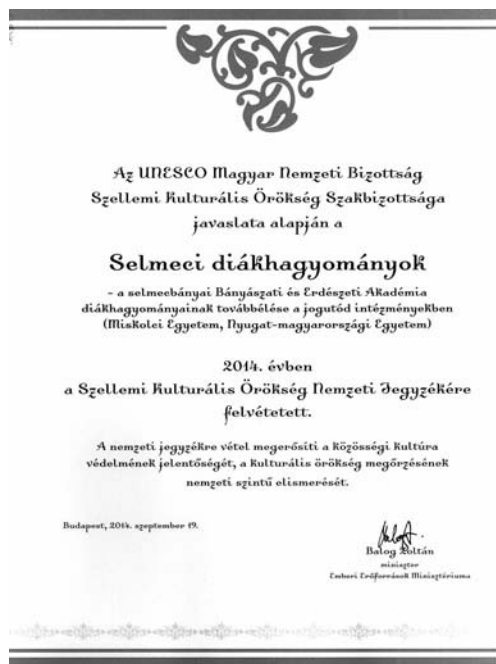 Az UNESCO Magyar Nemzeti Bizottság
Szellemi Kulturális Örökség Szakbizottsága
javaslata alapján a
Selmeci diákhagyományok
- a selmecbányai Bányászati és Erdészeti Akadémia
diákhagyományainak továbbélése a jogutód intézményekben
(Miskolci Egyetem, Nyugat-magyarországi Egyetem)
2014. évben
a Szellemi Kulturális Örökség Nemzeti Jegyzékére
felvétetett.
A nemzeti jegyzékre vétel megerősíti a közösségi kultúra
védelmének jelentőségét, a kulturális örökség megőrzésének
nemzeti szintű elismerését.
Budapest, 2014. szeptember 19.
Balog Zoltán
miniszter
Emberi Erőforrások Minisztériuma